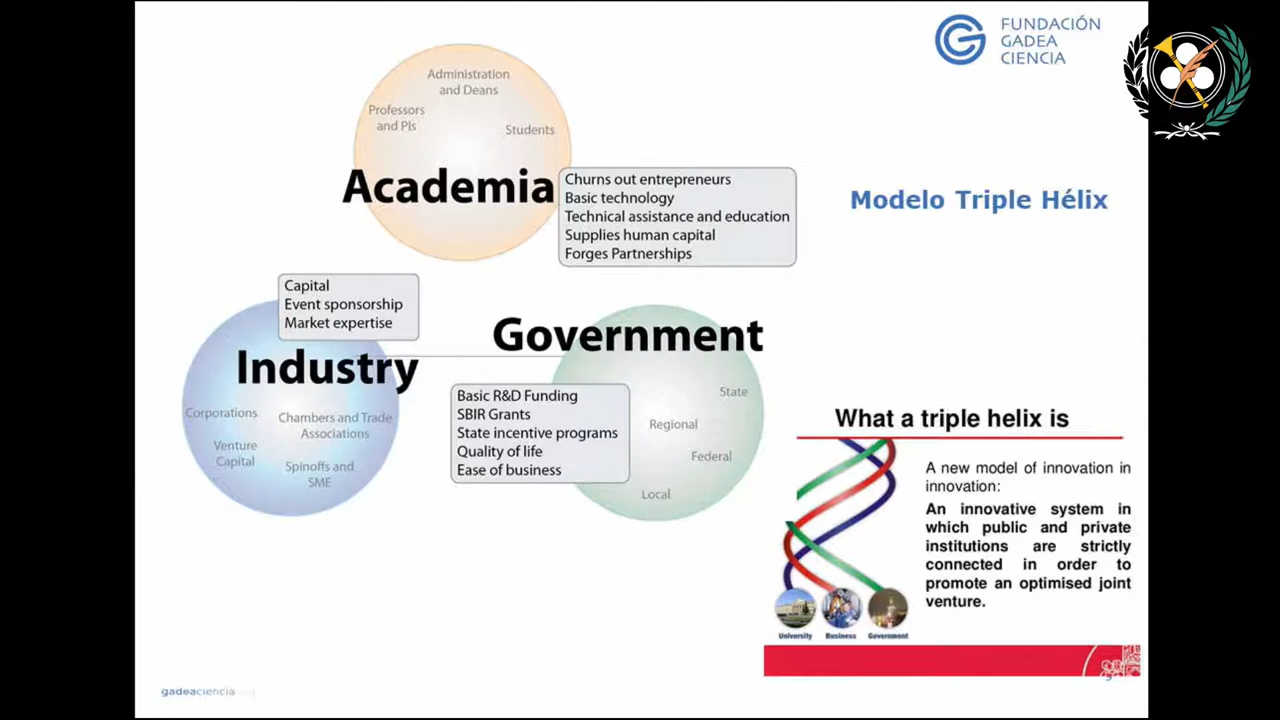 FUNDACIÓN
GADEA
CIENCIA
Modelo Triple Hélix
Administration
and Deans
Professors
and PIs
Students
Academia
Churns out entrepreneurs
Basic technology
Technical assistance and education
Supplies human capital
Forges Partnerships
Capital
Event sponsorship
Market expertise
Industry
Corporations
Chambers and Trade
Associations
Venture
Capital
Spinoffs and
SME
Government
Basic R&D Funding
SBIR Grants
State incentive programs
Quality of life
Ease of business
State
Regional
Federal
Local
What a triple helix is
A new model of innovation in
innovation:
An innovative system in
which public and private
institutions are strictly
connected in order to
promote an optimised joint
venture.
University
Business
Government
gadeaciencia